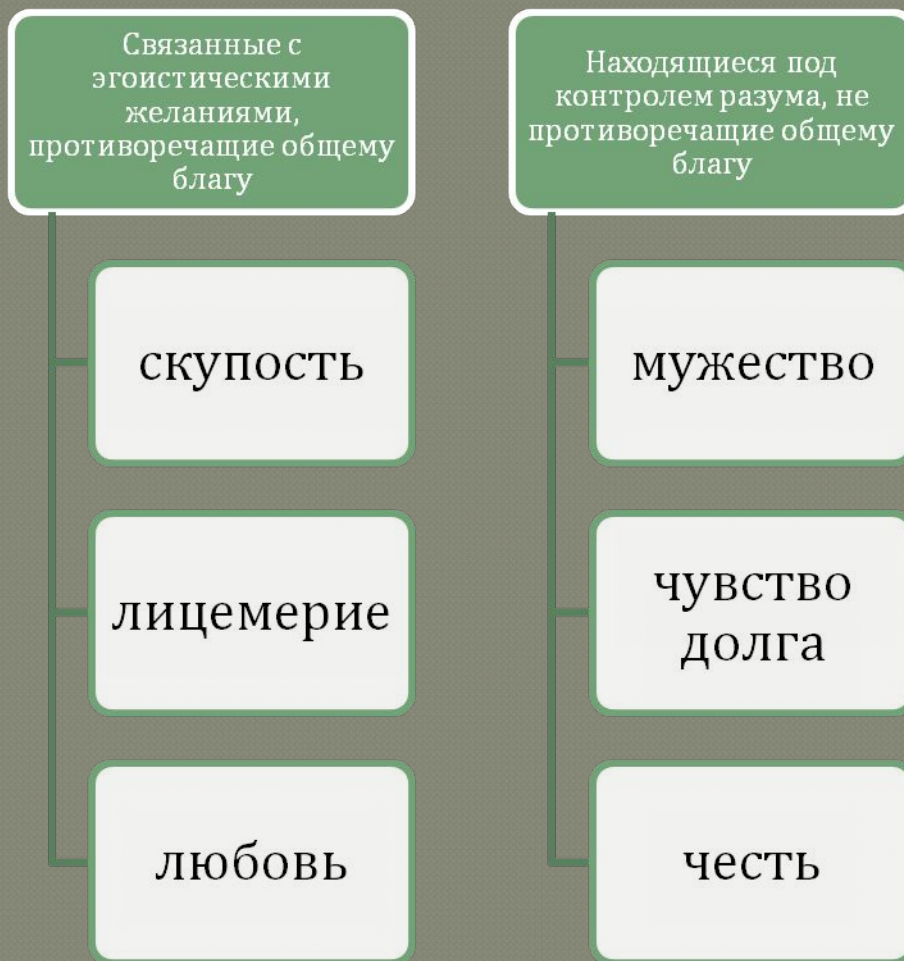 Связанные с
эгоистическими
желаниями,
противоречащие общему
благу
скупость
лицемерие
любовь
Находящиеся под
контролем разума, не
противоречащие общему
благу
мужество
чувство
долга
честь